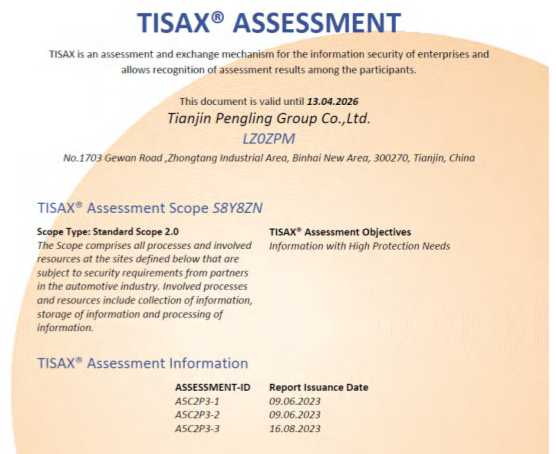 TISAX® ASSESSMENT
TISAX is an assessment and exchange mechanism for the information security of enterprises and
allows recognition of assessment results among the participants.
This document is valid until 13.04.2026
Tianjin Pengling Group Co.,Ltd.
LZ0ZPM
No.1703 Gewan Road ,Zhongtang Industrial Area, Binhai New Area, 300270, Tianjin, China
TISAX® Assessment Scope S8Y8ZN
Scope Type: Standard Scope 2.0
The Scope comprises all processes and involved
resources at the sites defined below that are
subject to security requirements from partners
in the automotive industry. Involved processes
and resources include collection of information,
storage of information and processing of
information.
TISAX® Assessment Objectives
Information with High Protection Needs
TISAX® Assessment Information
ASSESSMENT-ID Report Issuance Date
A5C2P3-1 09.06.2023
A5C2P3-2 09.06.2023
A5C2P3-3 16.08.2023